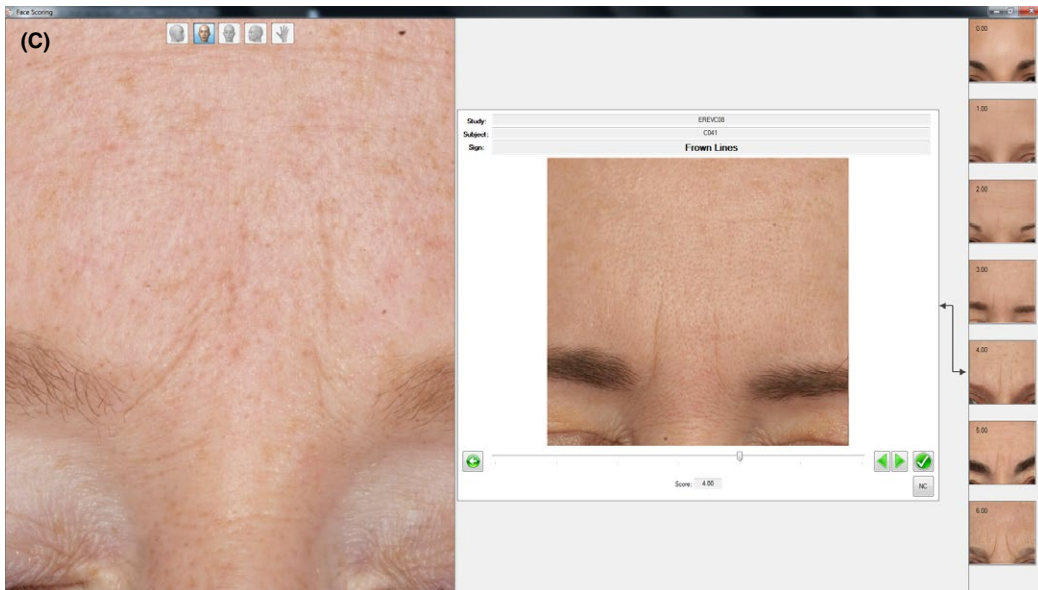 Face Scoring
(C)
Study: EREVC08
Subject: C041
Sign: Frown Lines
Score: 4.00
NC
0.00
1.00
2.00
3.00
4.00
5.00
6.00